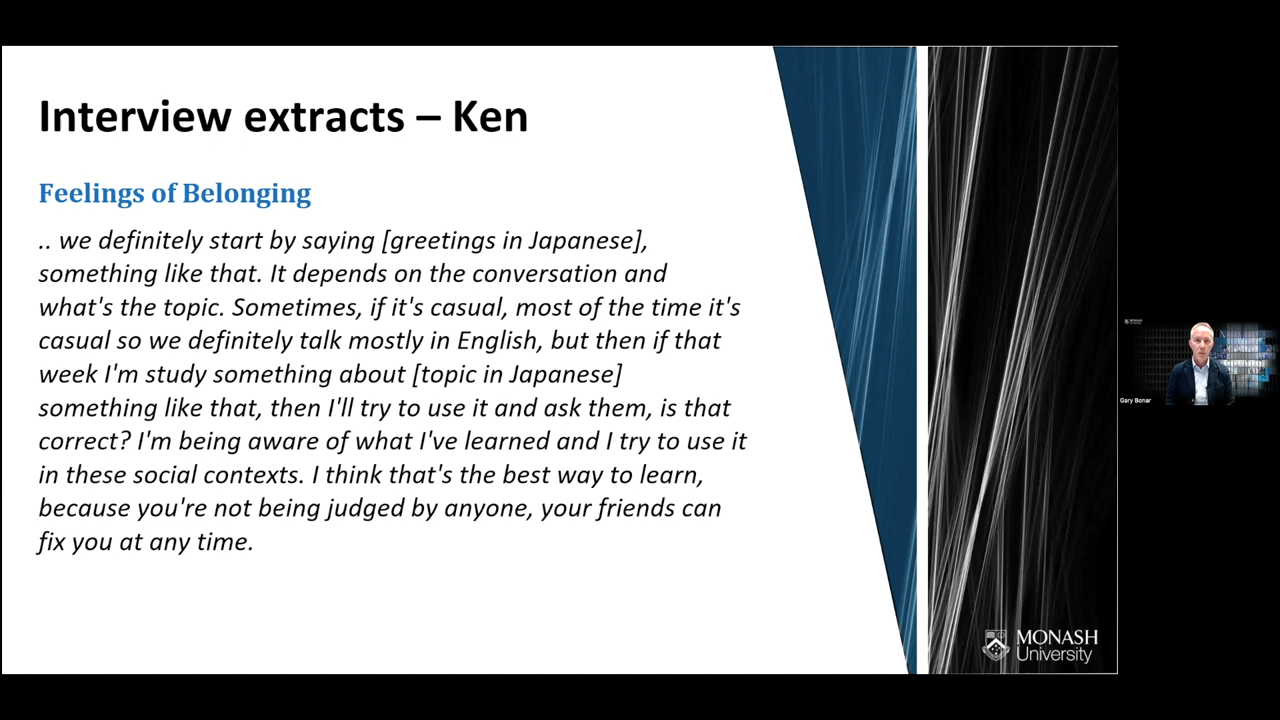 Interview extracts – Ken
Feelings of Belonging
.. we definitely start by saying [greetings in Japanese],
something like that. It depends on the conversation and
what's the topic. Sometimes, if it's casual, most of the time it's
casual so we definitely talk mostly in English, but then if that
week I'm study something about [topic in Japanese]
something like that, then I'll try to use it and ask them, is that
correct? I'm being aware of what I've learned and I try to use it
in these social contexts. I think that's the best way to learn,
because you're not being judged by anyone, your friends can
fix you at any time.
MONASH
University
Gary Bonar